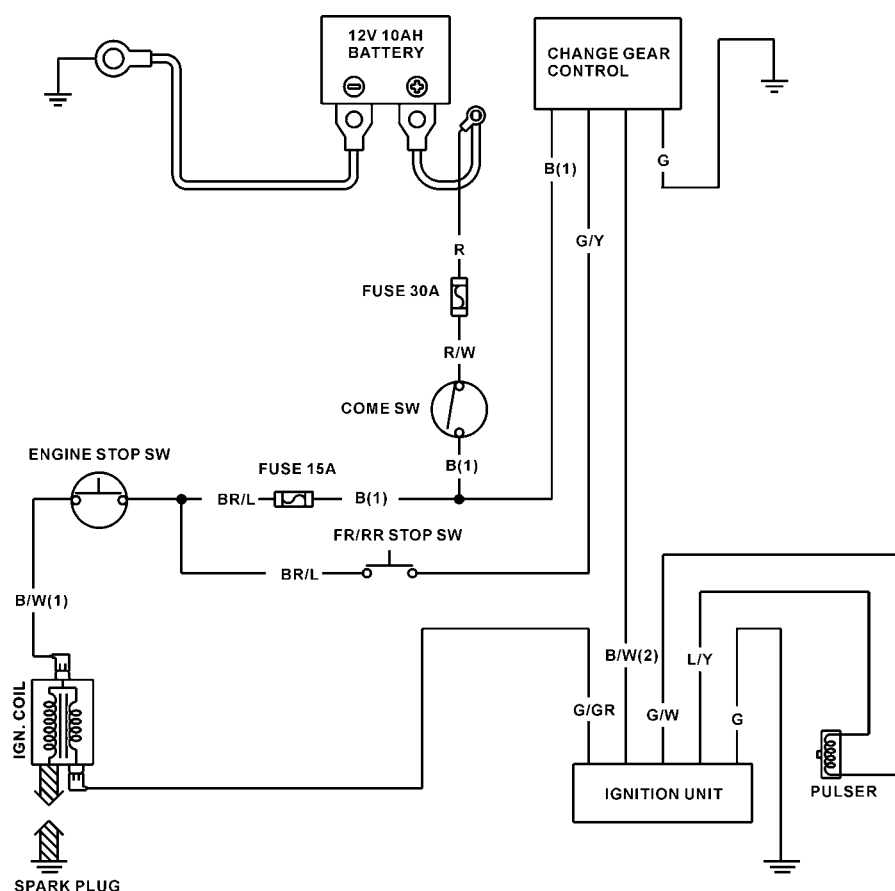 12V 10AH
BATTERY
CHANGE GEAR
CONTROL
B(1)
G
G/Y
R
FUSE 30A
R/W
COME SW
B(1)
ENGINE STOP SW
FUSE 15A
BR/L
B(1)
FR/RR STOP SW
BR/L
B/W(1)
B/W(2)
L/Y
G/GR
G/W
G
IGN. COIL
IGNITION UNIT
PULSER
SPARK PLUG